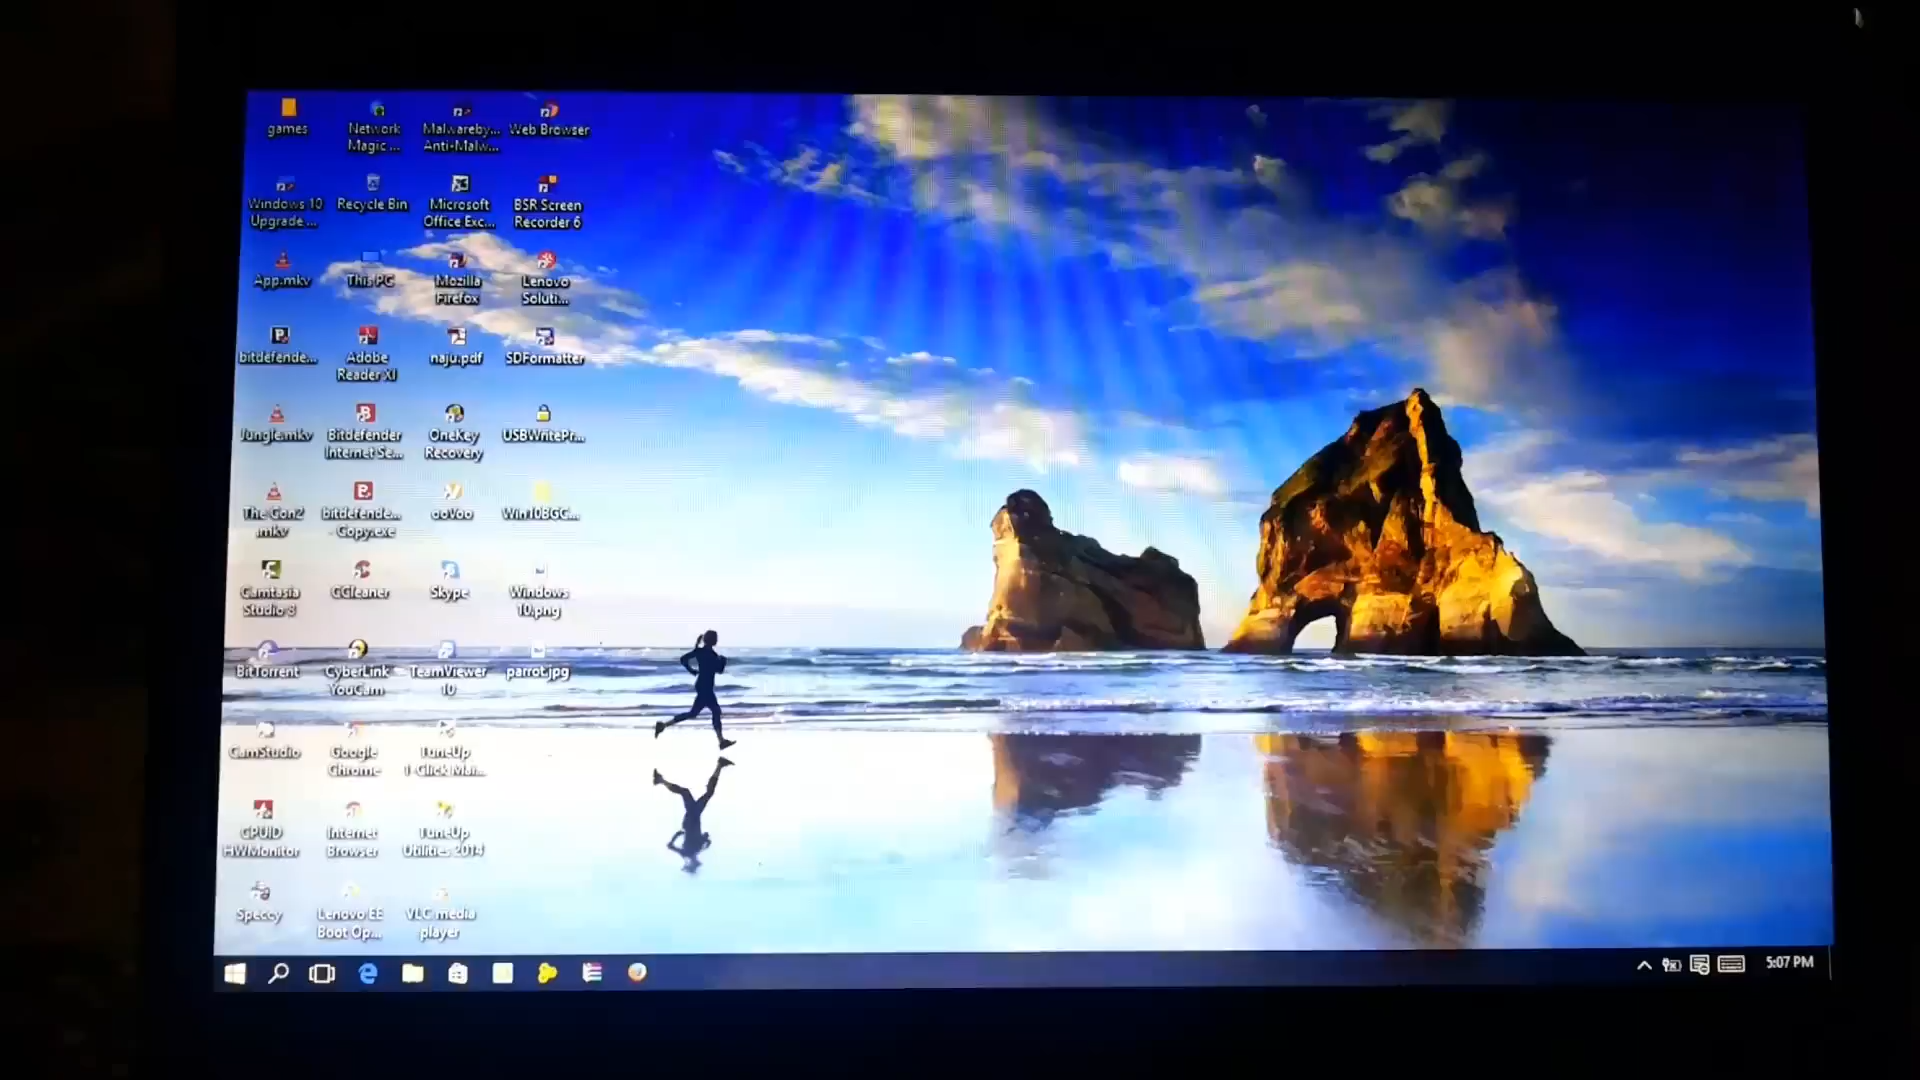 games
Network
Magic ...
Malwareby...
Anti-Malw...
Web Browser
Windows 10
Upgrade ...
Recycle Bin
Microsoft
Office Exc...
BSR Screen
Recorder 6
App.mkv
This PC
Mozilla
Firefox
Lenovo
Soluti...
bitdefende...
Adobe
Reader XI
naju.pdf
SDFormatter
Jungle.mkv
Bitdefender
Internet Se...
OneKey
Recovery
USBWritePr...
The Con2
.mkv
bitdefende...
- Copy.exe
ooVoo
Win10BGC...
Camtasia
Studio 8
CCleaner
Skype
Windows
10.png
BitTorrent
CyberLink
YouCam
TeamViewer
10
parrot.jpg
CamStudio
Google
Chrome
TuneUp
1-Click Mai...
CPUID
HWMonitor
Internet
Browser
TuneUp
Utilities 2014
Speccy
Lenovo EE
Boot Op...
VLC media
player
5:07 PM